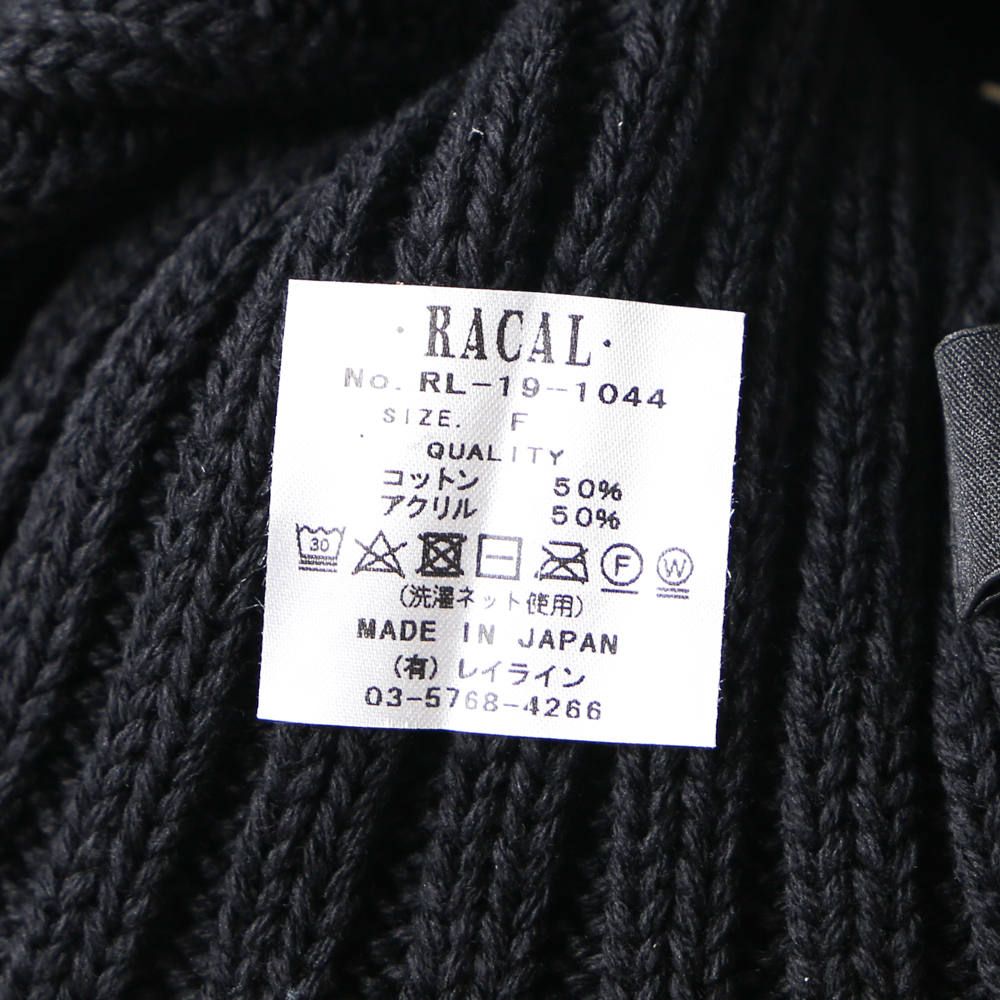 · RACAL ·
No. RL-19-1044
SIZE. F
QUALITY
コットン 50%
アクリル 50%
30 F W
(洗濯ネット使用)
MADE IN JAPAN
(有)レイライン
03-5768-4266